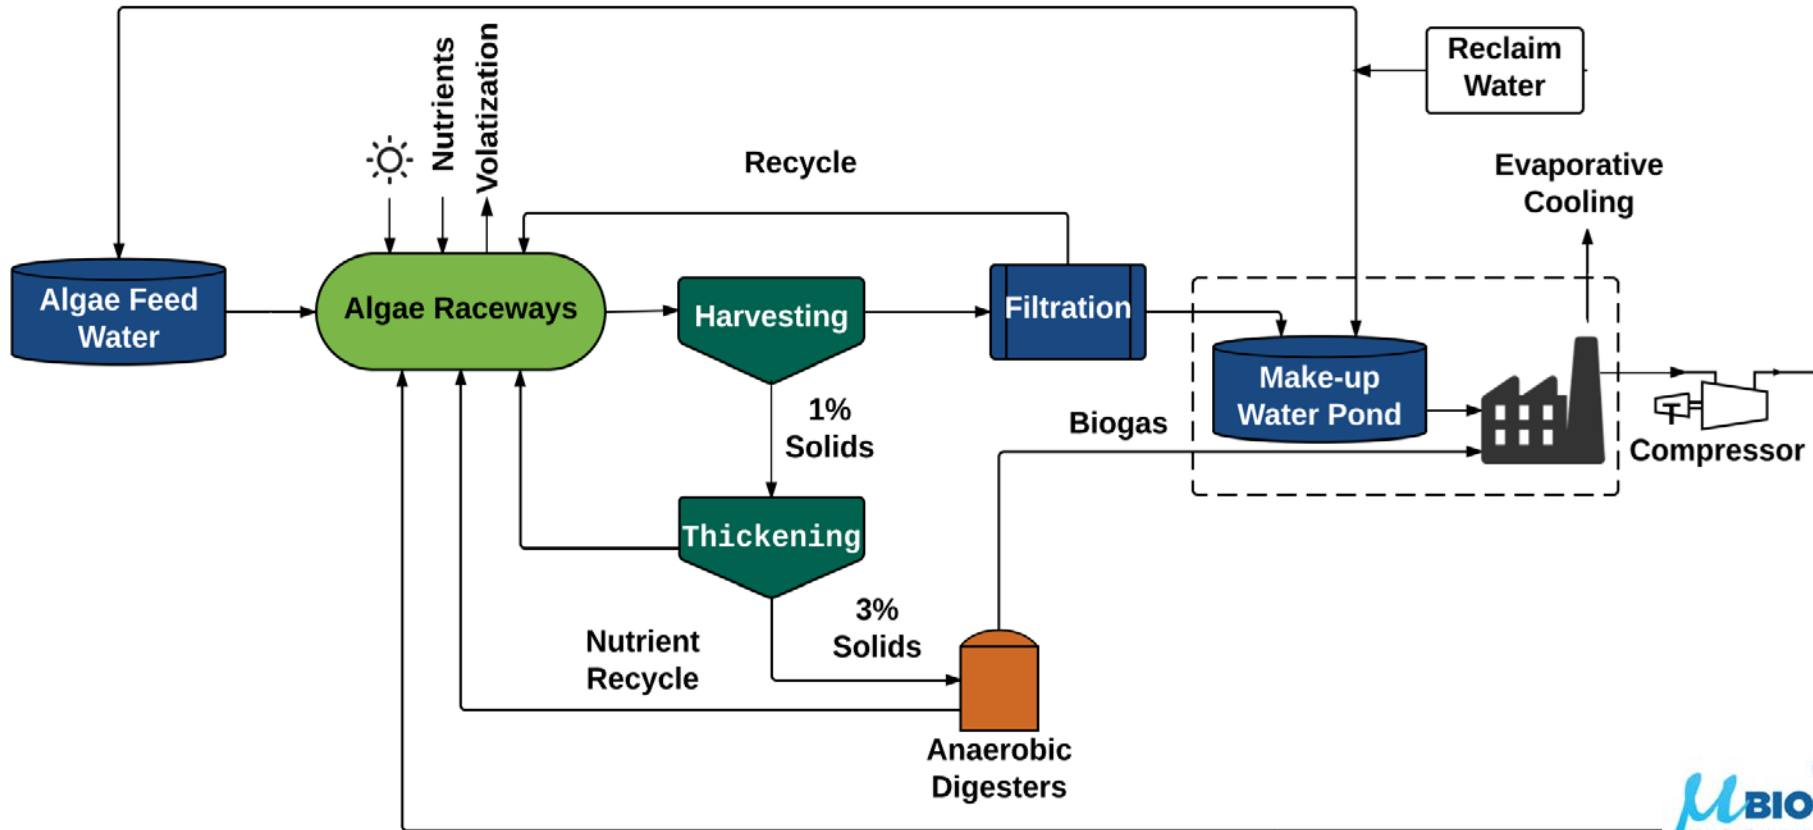 Reclaim
Water
Nutrients
Volatization
Recycle
Evaporative
Cooling
Algae Feed
Water
Algae Raceways
Harvesting
Filtration
Make-up
Water Pond
1%
Solids
Biogas
T
Compressor
Thickening
3%
Solids
Nutrient
Recycle
Anaerobic
Digesters
μBIO